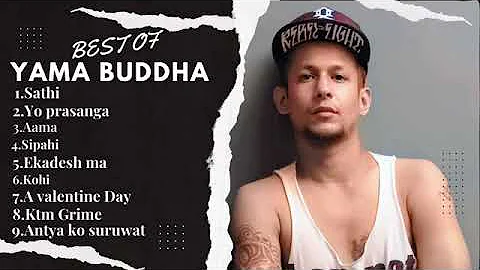 BEST OF
YAMA BUDDHA
1.Sathi
2.Yo prasanga
3.Aama
4.Sipahi
5.Ekadesh ma
6.Kohi
7.A valentine Day
8.Ktm Grime
9.Antya ko suruwat